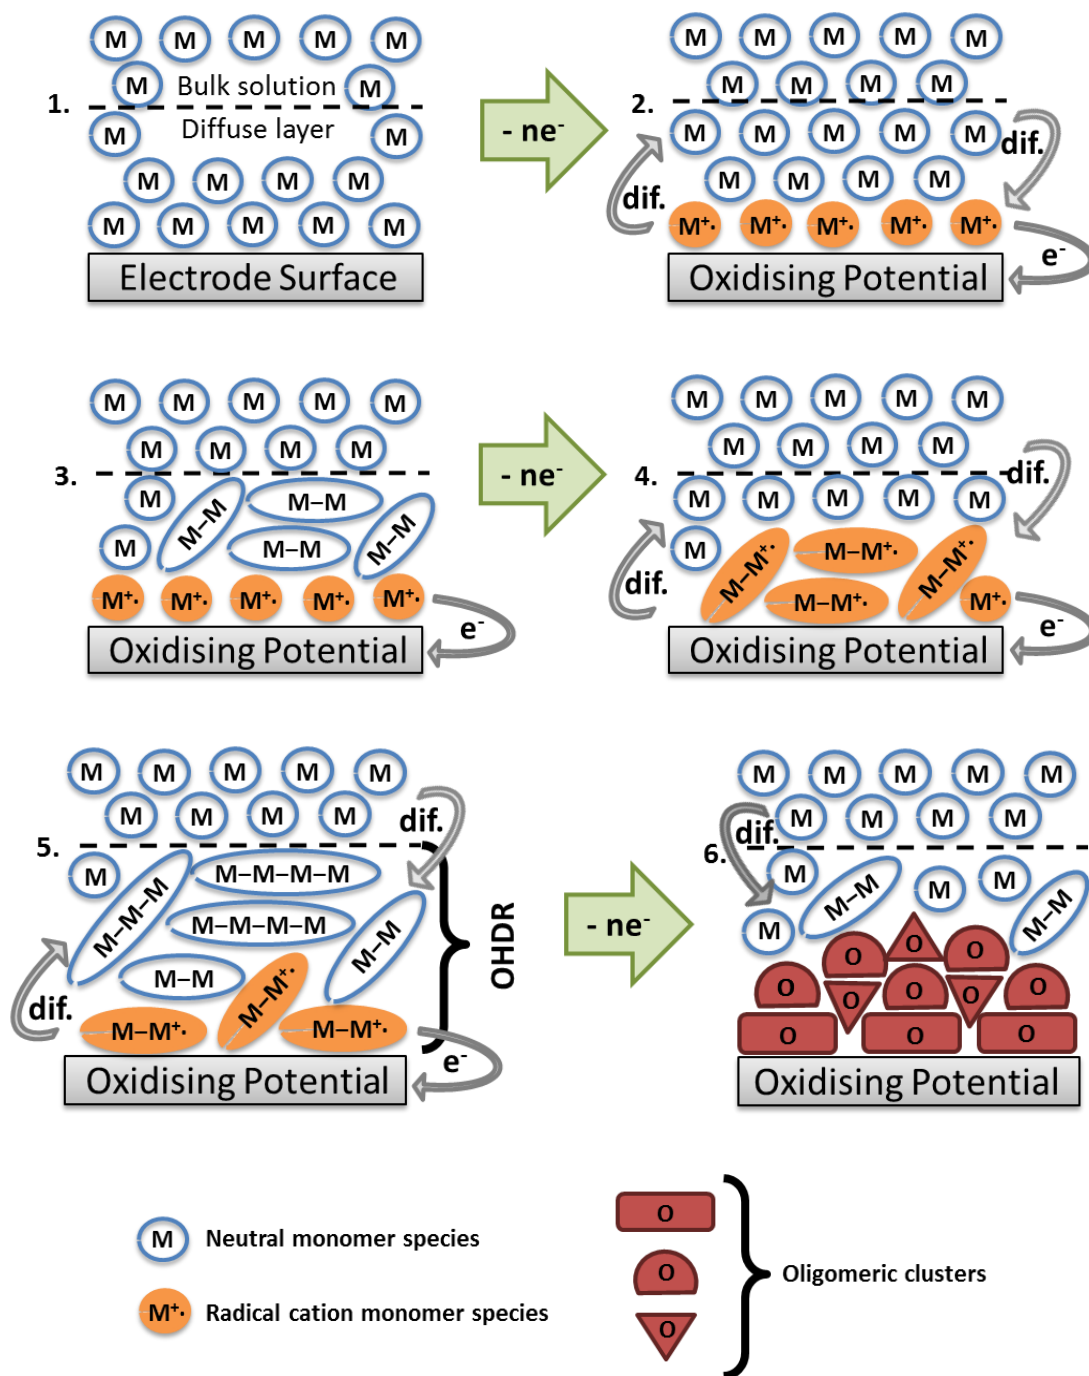 M M M M M
M Bulk solution M
1.
M Diffuse layer M
M M M M
M M M M M
Electrode Surface
- ne⁻
M M M M M
M M M M
2.
M M M M M
dif.
M M M M
dif.
M⁺· M⁺· M⁺· M⁺· M⁺·
e⁻
Oxidising Potential
M M M M M
M M M M
3.
M M–M M–M M–M
M M–M
M⁺· M⁺· M⁺· M⁺· M⁺·
e⁻
Oxidising Potential
- ne⁻
M M M M M
M M M M
4.
dif.
M M M M M
M M–M⁺· M–M⁺· M–M⁺·
dif.
M–M⁺· M⁺·
e⁻
Oxidising Potential
M M M M M
M M M M
dif.
5.
M M–M–M M–M–M–M
M–M–M–M M–M
M–M M–M⁺·
dif.
M–M⁺· M–M⁺·
e⁻
OHDR
Oxidising Potential
- ne⁻
M M M M M
dif. M M M M
6.
M M–M M M M–M
M O O O
O O O O O
O O O
Oxidising Potential
M Neutral monomer species
M⁺· Radical cation monomer species
O
O
O
Oligomeric clusters